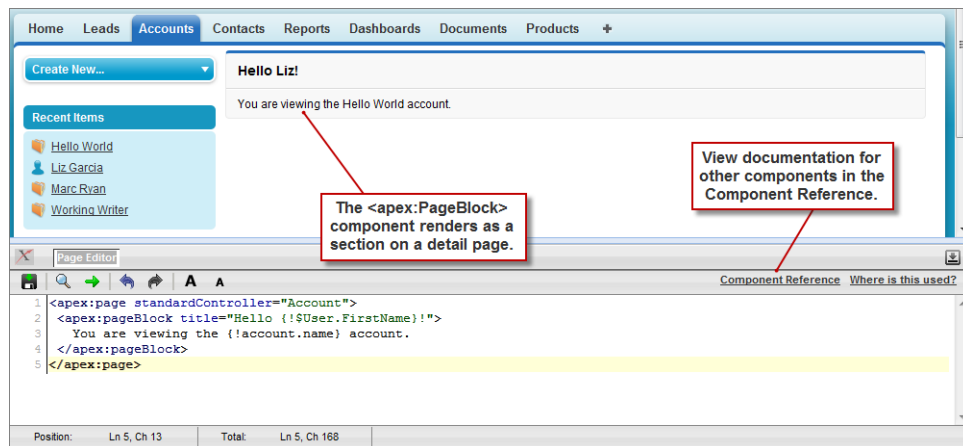 Home Leads Accounts Contacts Reports Dashboards Documents Products +
Create New...
Hello Liz!
You are viewing the Hello World account.
Recent Items
Hello World
Liz Garcia
Marc Ryan
Working Writer
The <apex:PageBlock>
component renders as a
section on a detail page.
View documentation for
other components in the
Component Reference.
Page Editor
A A Component Reference Where is this used?
1 <apex:page standardController="Account">
2 <apex:pageBlock title="Hello {!$User.FirstName}!">
3 You are viewing the {!account.name} account.
4 </apex:pageBlock>
5 </apex:page>
Position: Ln 5, Ch 13 Total: Ln 5, Ch 168